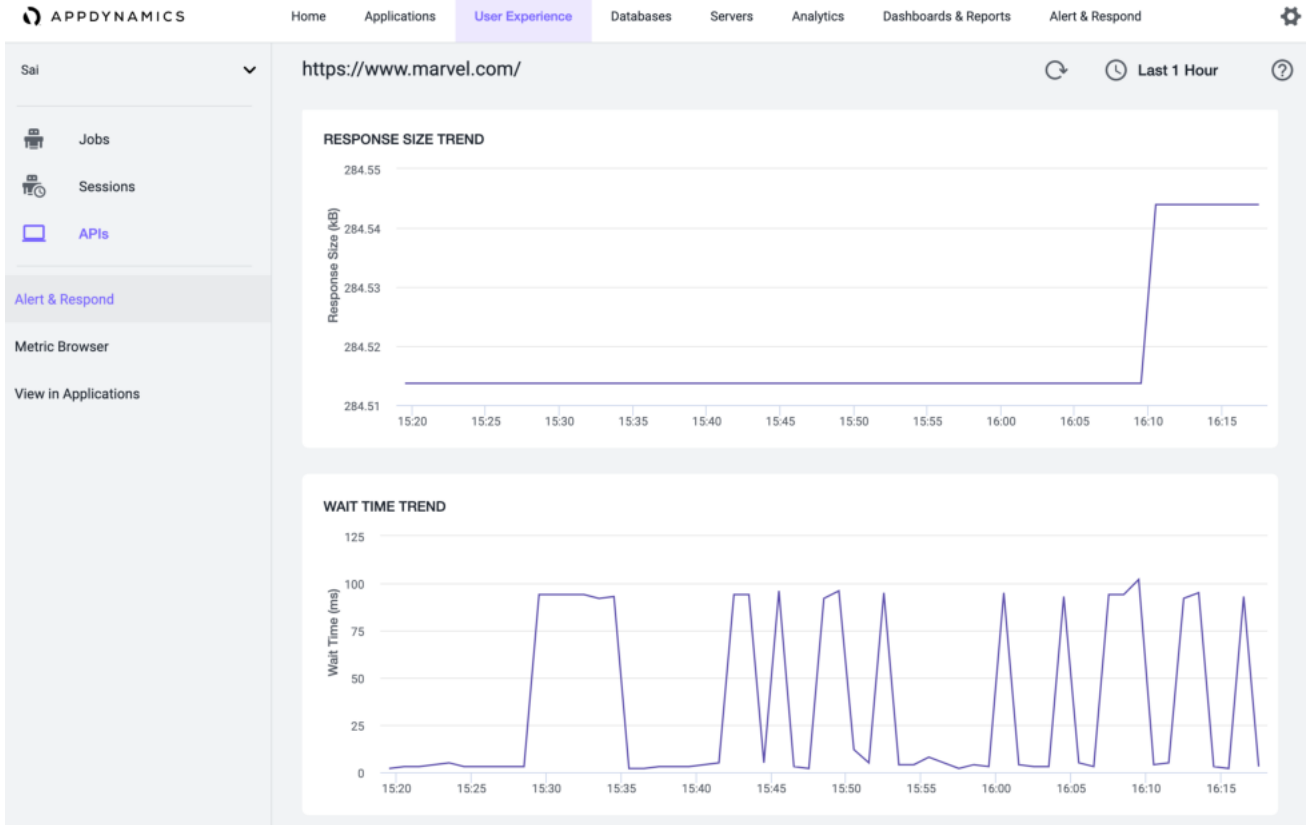 APPDYNAMICS Home Applications User Experience Databases Servers Analytics Dashboards & Reports Alert & Respond
Sai
https://www.marvel.com/ Last 1 Hour ?
Jobs
Sessions
APIs
Alert & Respond
Metric Browser
View in Applications
RESPONSE SIZE TREND
Response Size (kB)
284.55
284.54
284.53
284.52
284.51
15:20 15:25 15:30 15:35 15:40 15:45 15:50 15:55 16:00 16:05 16:10 16:15
WAIT TIME TREND
Wait Time (ms)
125
100
75
50
25
0
15:20 15:25 15:30 15:35 15:40 15:45 15:50 15:55 16:00 16:05 16:10 16:15